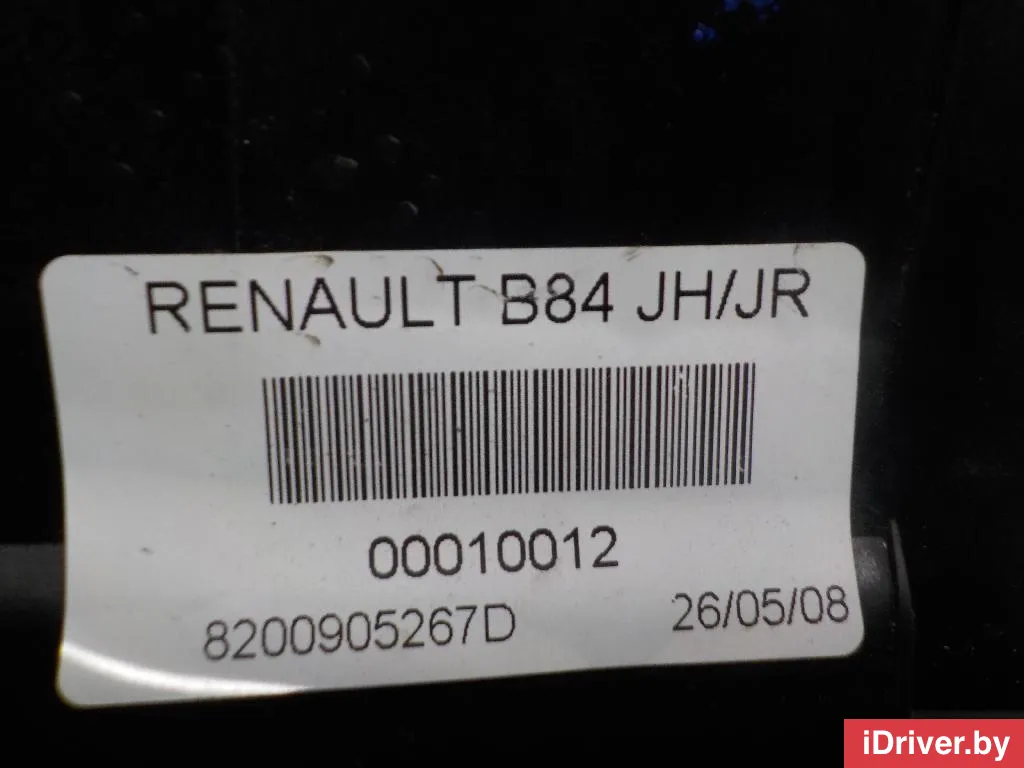 RENAULT B84 JH/JR
00010012
8200905267D 26/05/08
iDriver.by